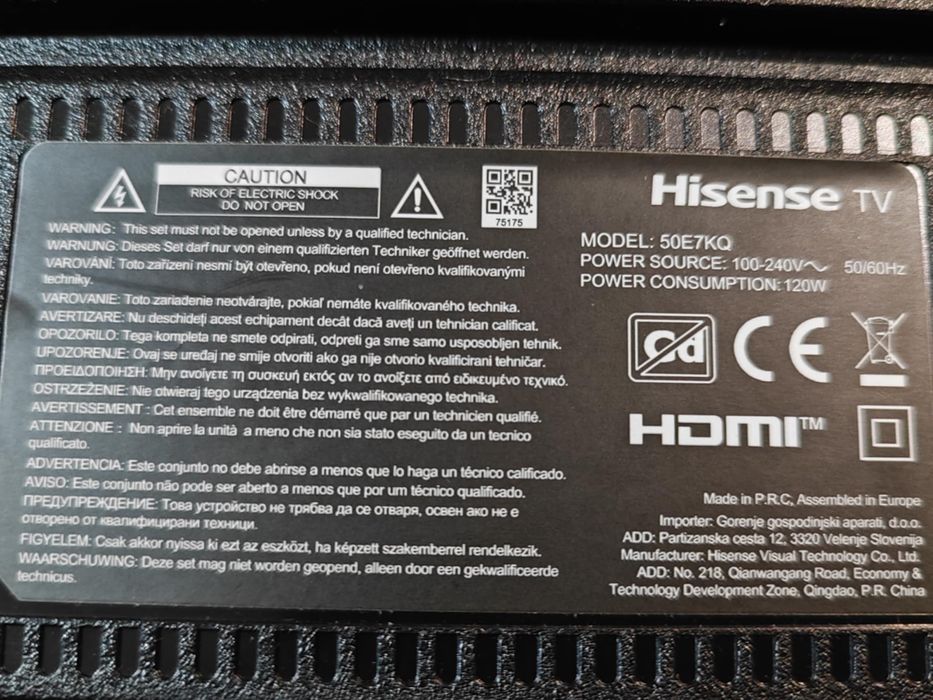 CAUTION
RISK OF ELECTRIC SHOCK
DO NOT OPEN
75175
Hisense TV
WARNING: This set must not be opened unless by a qualified technician.
WARNUNG: Dieses Set darf nur von einem qualifizierten Techniker geöffnet werden.
VAROVÁNÍ: Toto zařízení nesmí být otevřeno, pokud není otevřeno kvalifikovanými
techniky.
VAROVANIE: Toto zariadenie neotvárajte, pokiaľ nemáte kvalifikovaného technika.
AVERTIZARE: Nu deschideți acest echipament decât dacă aveți un tehnician calificat.
OPOZORILO: Tega kompleta ne smete odpirati, odpreti ga sme samo usposobljen tehnik.
UPOZORENJE: Ovaj se uređaj ne smije otvoriti ako ga nije otvorio kvalificirani tehničar.
ΠΡΟΕΙΔΟΠΟΙΗΣΗ: Μην ανοίγετε τη συσκευή εκτός αν το ανοίξετε από ειδικευμένο τεχνικό.
OSTRZEŻENIE: Nie otwieraj tego urządzenia bez wykwalifikowanego technika.
AVERTISSEMENT : Cet ensemble ne doit être démarré que par un technicien qualifié.
ATTENZIONE : Non aprire la unità a meno che non sia stato eseguito da un tecnico
qualificato.
ADVERTENCIA: Este conjunto no debe abrirse a menos que lo haga un técnico calificado.
AVISO: Este conjunto não pode ser aberto a menos que por um técnico qualificado.
ПРЕДУПРЕЖДЕНИЕ: Това устройство не трябва да се отваря, освен ако не е
отворено от квалифицирани техници.
FIGYELEM: Csak akkor nyissa ki ezt az eszközt, ha képzett szakemberrel rendelkezik.
WAARSCHUWING: Deze set mag niet worden geopend, alleen door een gekwalificeerde
technicus.
MODEL: 50E7KQ
POWER SOURCE: 100-240V~ 50/60Hz
POWER CONSUMPTION: 120W
Cd CE
HDMI™
Made in P.R.C, Assembled in Europe
Importer: Gorenje gospodinjski aparati, d.o.o.
ADD: Partizanska cesta 12, 3320 Velenje Slovenija
Manufacturer: Hisense Visual Technology Co., Ltd.
ADD: No. 218, Qianwangang Road, Economy &
Technology Development Zone, Qingdao, P.R. China